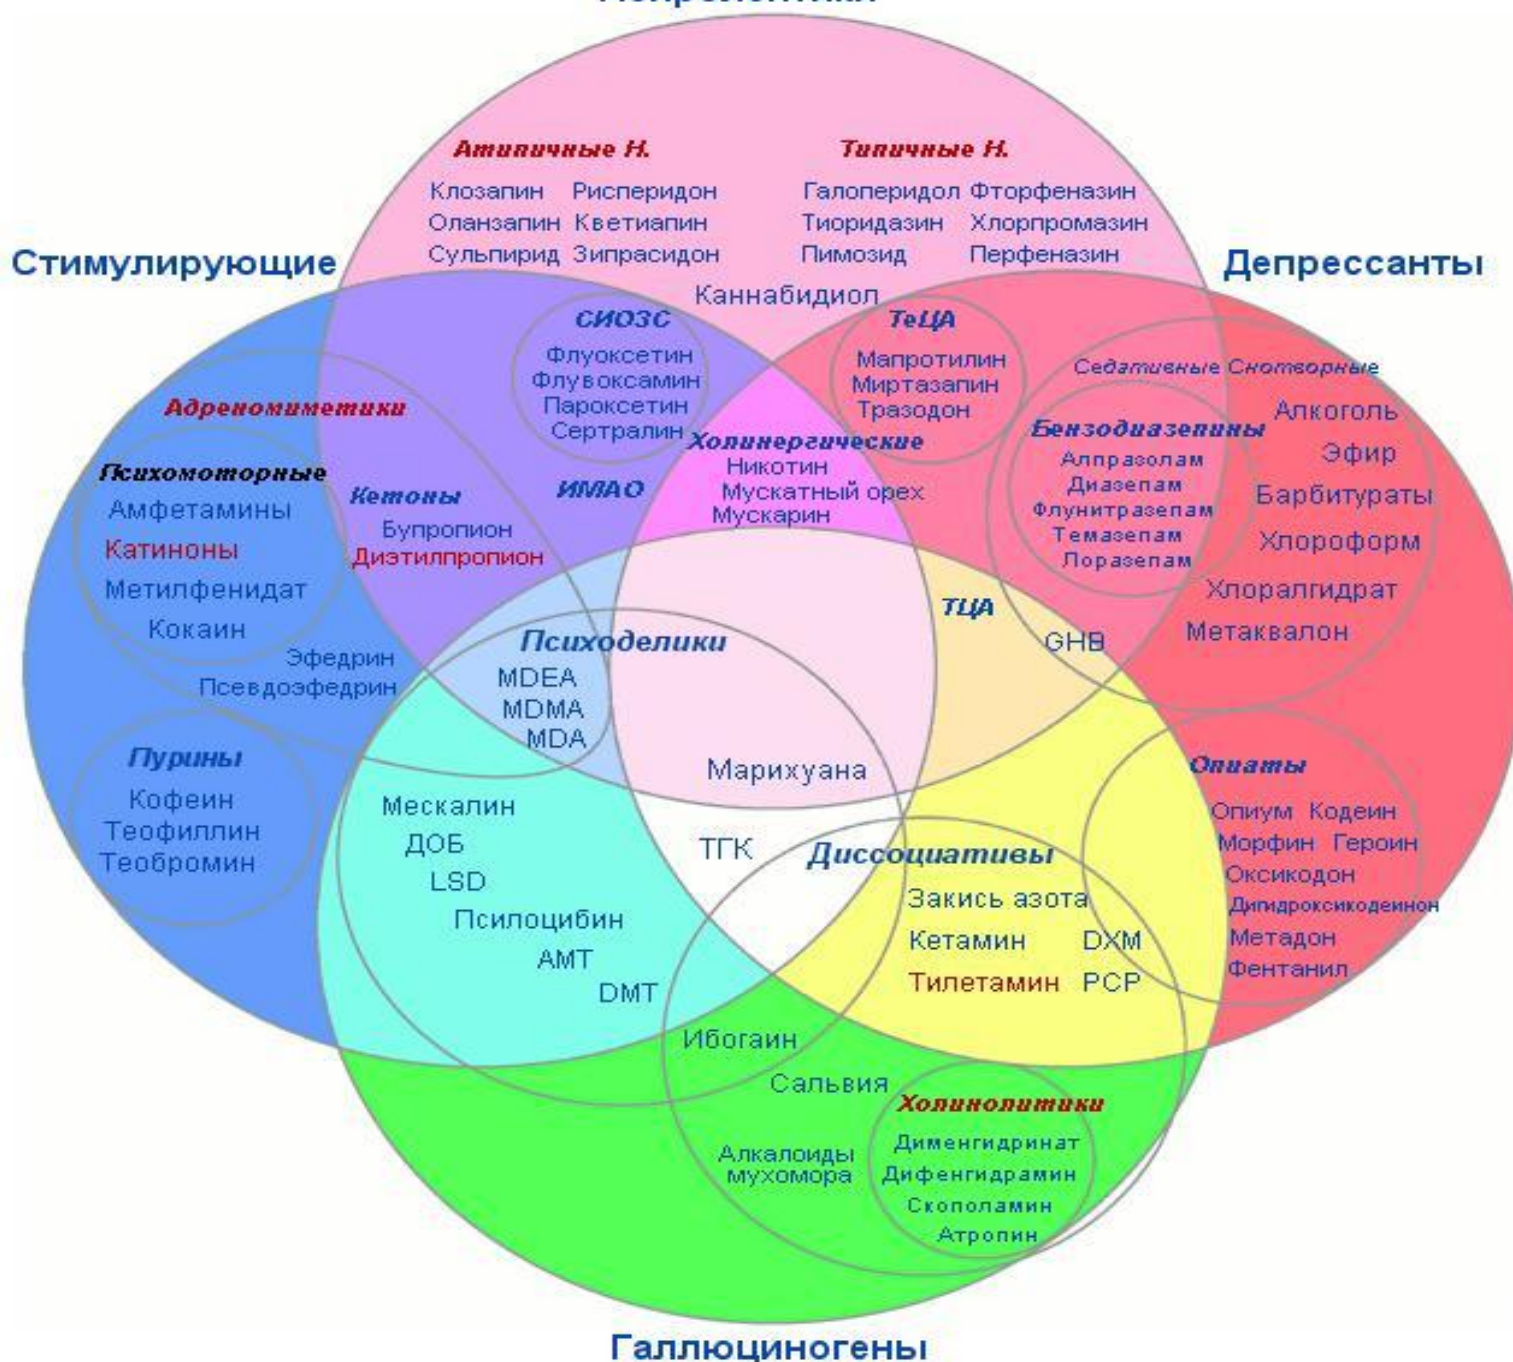 Атипичные Н.
Типичные Н.
Клозапин Рисперидон
Оланзапин Кветиапин
Сульпирид Зипрасидон
Галоперидол Фторфеназин
Тиоридазин Хлорпромазин
Пимозид Перфеназин
Стимулирующие
Депрессанты
Каннабидиол
СИОЗС
Флуоксетин
Флувоксамин
Пароксетин
Сертралин
ТеЦА
Мапротилин
Миртазапин
Тразодон
Седативные Снотворные
Алкоголь
Эфир
Барбитураты
Хлороформ
Хлоралгидрат
Метаквалон
Бензодиазепины
Алпразолам
Диазепам
Флунитразепам
Темазепам
Лоразепам
Адреномиметики
Психомоторные
Амфетамины
Катиноны
Метилфенидат
Кокаин
Эфедрин
Псевдоэфедрин
Кетоны
Бупропион
Диэтилпропион
ИМАО
Холинергические
Никотин
Мускатный орех
Мускарин
ТЦА
GHB
Психоделики
MDEA
MDMA
MDA
Марихуана
Пурины
Кофеин
Теофиллин
Теобромин
Мескалин
ДОБ
LSD
Псилоцибин
AMT
DMT
ТГК
Диссоциативы
Закись азота
Кетамин DXM
Тилетамин PCP
Опиаты
Опиум Кодеин
Морфин Героин
Оксикодон
Дигидроксикодеинон
Метадон
Фентанил
Ибогаин
Сальвия
Алкалоиды
мухомора
Холинолитики
Дименгидринат
Дифенгидрамин
Скополамин
Атропин
Галлюциногены